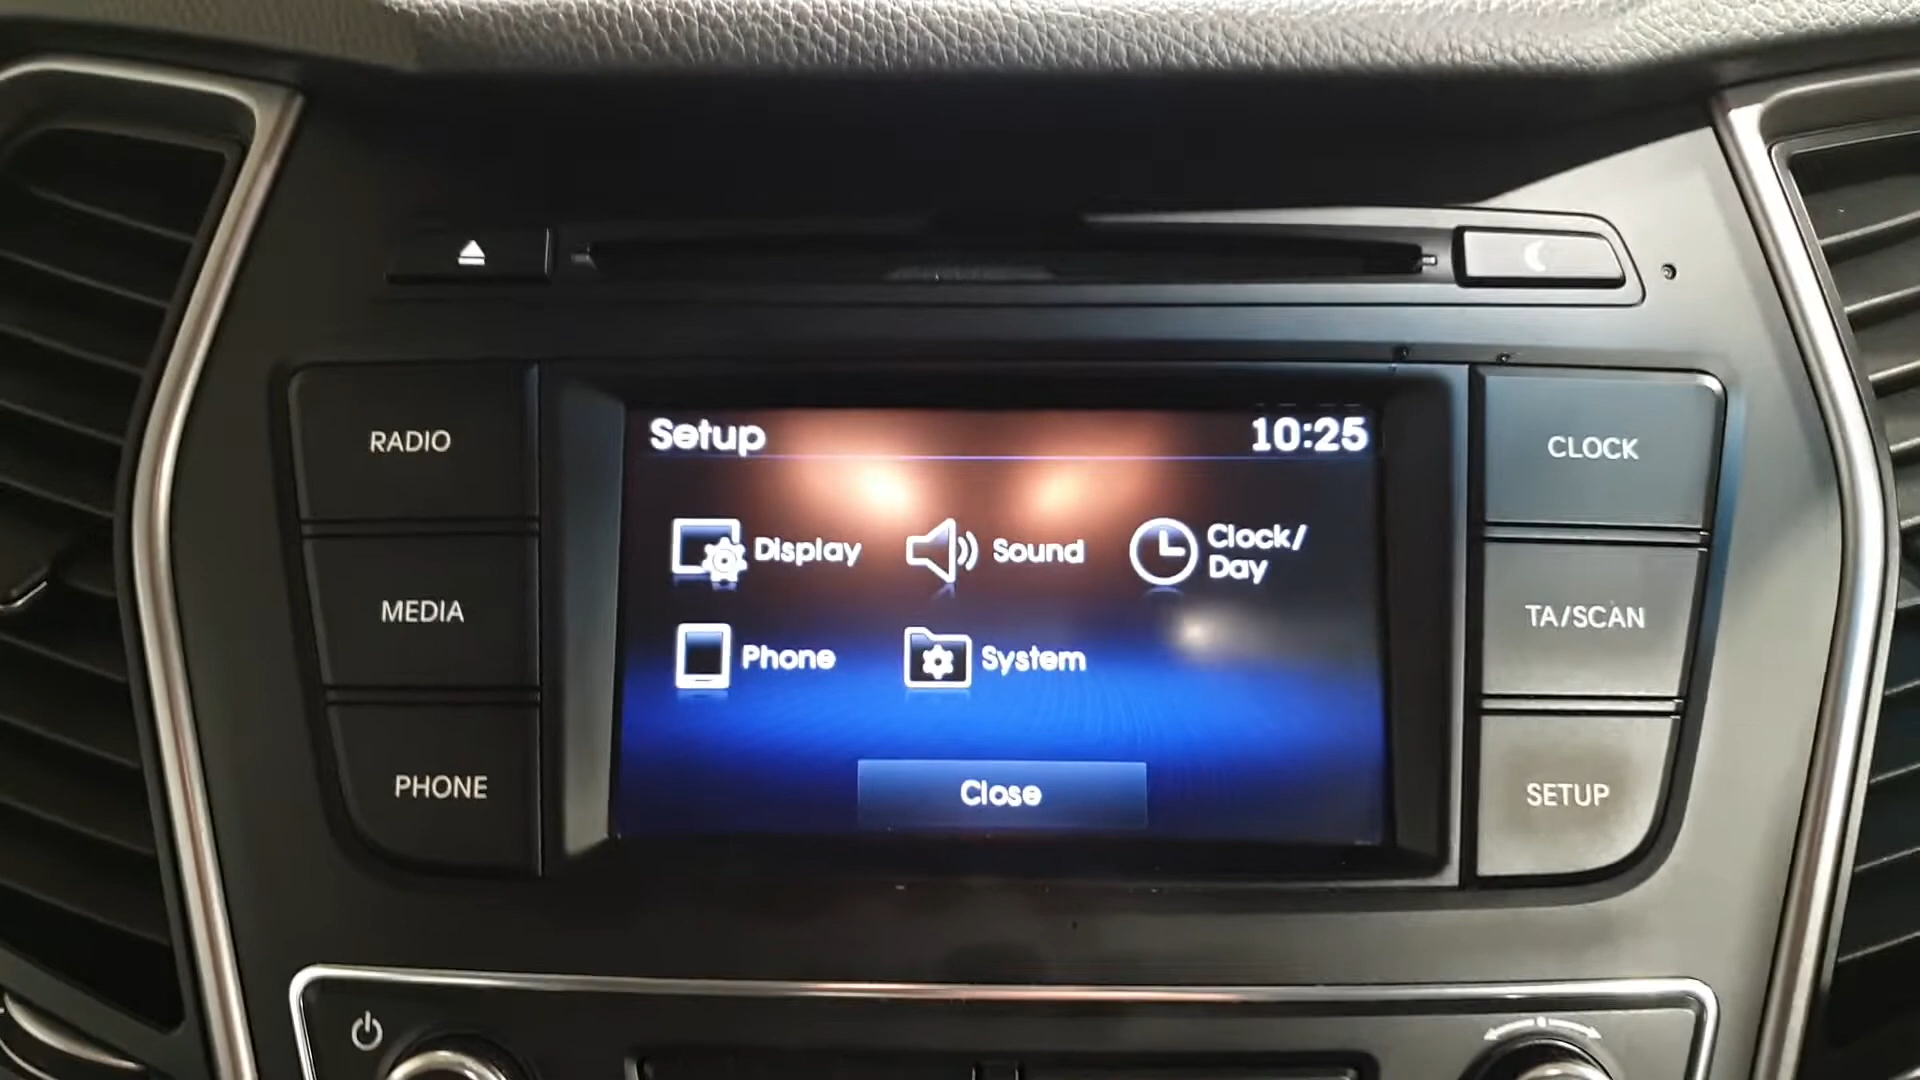 RADIO
MEDIA
PHONE
Setup
10:25
Display
Sound
Clock/
Day
Phone
System
Close
CLOCK
TA/SCAN
SETUP